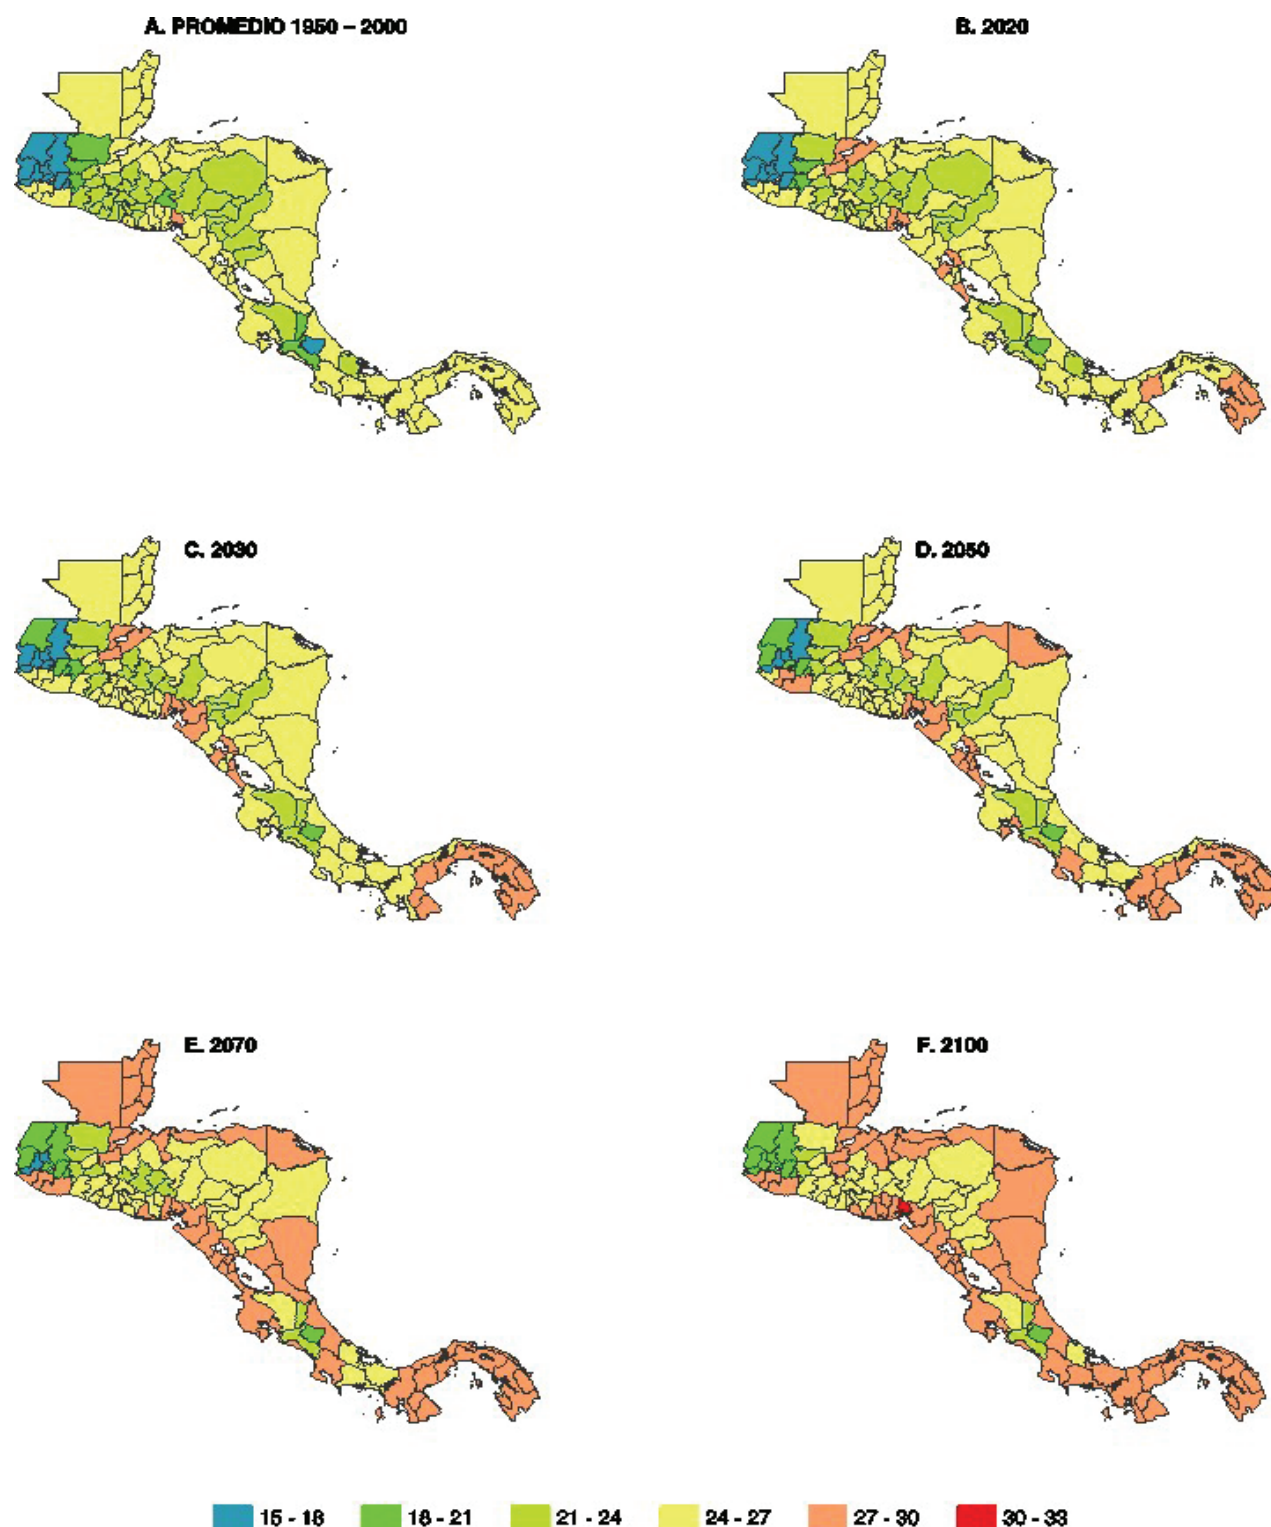 A. PROMEDIO 1950 – 2000
B. 2020
C. 2030
D. 2050
E. 2070
F. 2100
15 - 18 18 - 21 21 - 24 24 - 27 27 - 30 30 - 33